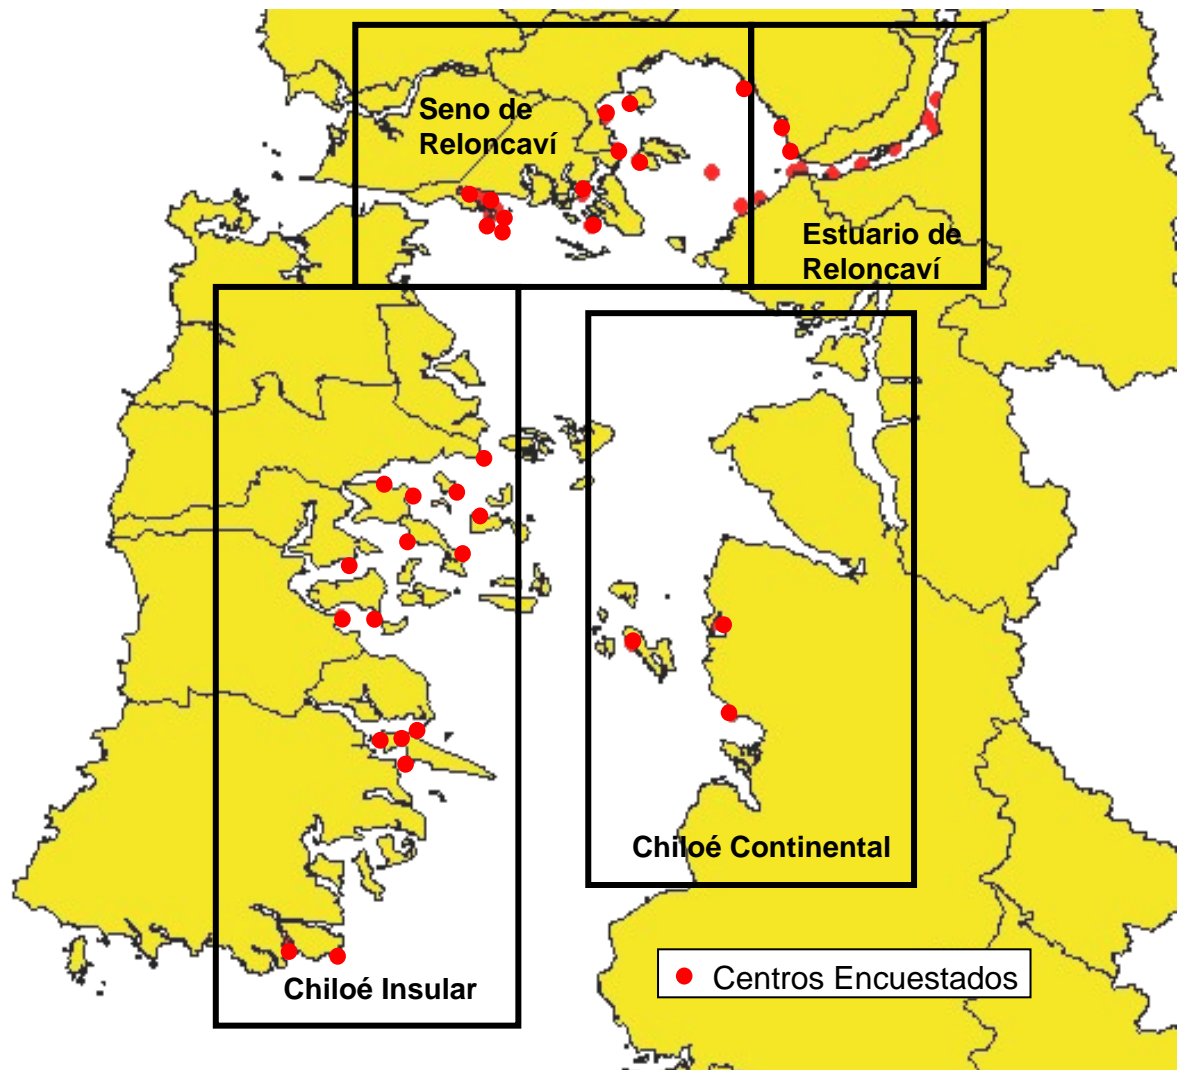 Seno de
Reloncaví
Estuario de
Reloncaví
Chiloé Continental
Centros Encuestados
Chiloé Insular